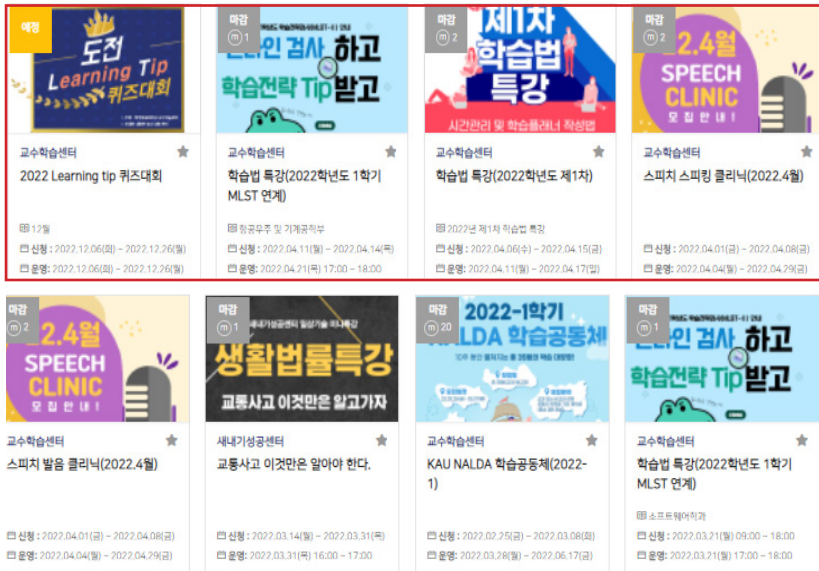 예정
도전
Learning Tip
퀴즈대회
교수학습센터
2022 Learning tip 퀴즈대회
12월
신청 : 2022.12.06(화) ~ 2022.12.26(월)
운영: 2022.12.06(화) ~ 2022.12.26(월)
마감
m 1
검사 하고
학습전략 Tip받고
교수학습센터
학습법 특강(2022학년도 1학기
MLST 연계)
항공우주 및 기계공학부
신청 : 2022.04.11(월) ~ 2022.04.14(목)
운영: 2022.04.21(목) 17:00 ~ 18:00
마감
m 2
제1차
학습법
특강
시간관리 및 학습플래너 작성법
교수학습센터
학습법 특강(2022학년도 제1차)
2022년 제1차 학습법 특강
신청 : 2022.04.06(수) ~ 2022.04.15(금)
운영: 2022.04.11(월) ~ 2022.04.17(일)
마감
m 2
2.4월
SPEECH
CLINIC
모집안내!
교수학습센터
스피치 스피킹 클리닉(2022.4월)
신청 : 2022.04.01(금) ~ 2022.04.08(금)
운영: 2022.04.04(월) ~ 2022.04.29(금)
마감
m 2
2.4월
SPEECH
CLINIC
모집안내!
교수학습센터
스피치 발음 클리닉(2022.4월)
신청 : 2022.04.01(금) ~ 2022.04.08(금)
운영: 2022.04.04(월) ~ 2022.04.29(금)
마감
m 1
새내기성공센터 일상기술 미니특강
생활법률특강
교통사고 이것만은 알고가자
새내기성공센터
교통사고 이것만은 알아야 한다.
신청 : 2022.03.14(월) ~ 2022.03.31(목)
운영: 2022.03.31(목) 16:00 ~ 17:00
마감
m 20
2022-1학기
NALDA 학습공동체
교수학습센터
KAU NALDA 학습공동체(2022-
1)
신청 : 2022.02.25(금) ~ 2022.03.08(화)
운영: 2022.03.28(월) ~ 2022.06.17(금)
마감
m 1
검사 하고
학습전략 Tip받고
교수학습센터
학습법 특강(2022학년도 1학기
MLST 연계)
소프트웨어학과
신청 : 2022.03.21(월) 09:00 ~ 18:00
운영: 2022.03.21(월) 17:00 ~ 18:00